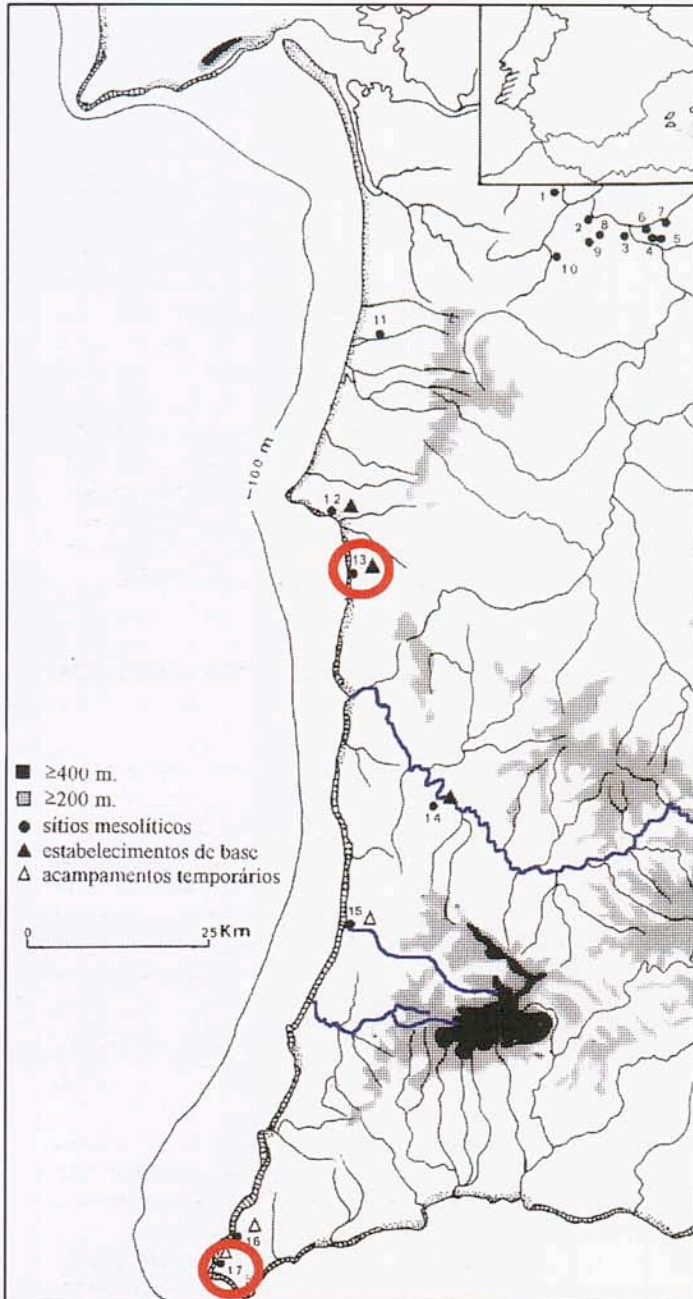 1
2
8
6
7
9
3
4
5
10
11
−100 m.
12
13
≥400 m.
≥200 m.
sítios mesolíticos
estabelecimentos de base
acampamentos temporários
0 25 Km
14
15
16
17